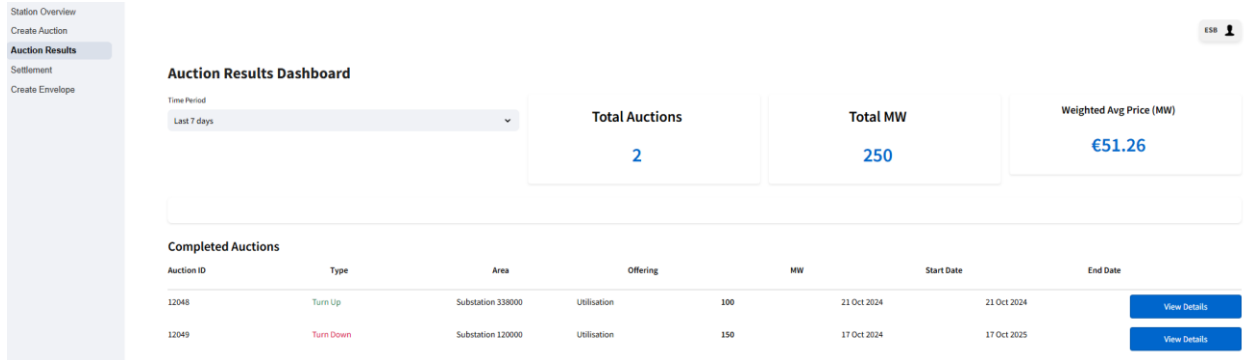 Station Overview
Create Auction
Auction Results
Settlement
Create Envelope
ESB
Auction Results Dashboard
Time Period
Last 7 days
Total Auctions
2
Total MW
250
Weighted Avg Price (MW)
€51.26
Completed Auctions
Auction ID Type Area Offering MW Start Date End Date
12048 Turn Up Substation 338000 Utilisation 100 21 Oct 2024 21 Oct 2024 View Details
12049 Turn Down Substation 120000 Utilisation 150 17 Oct 2024 17 Oct 2025 View Details